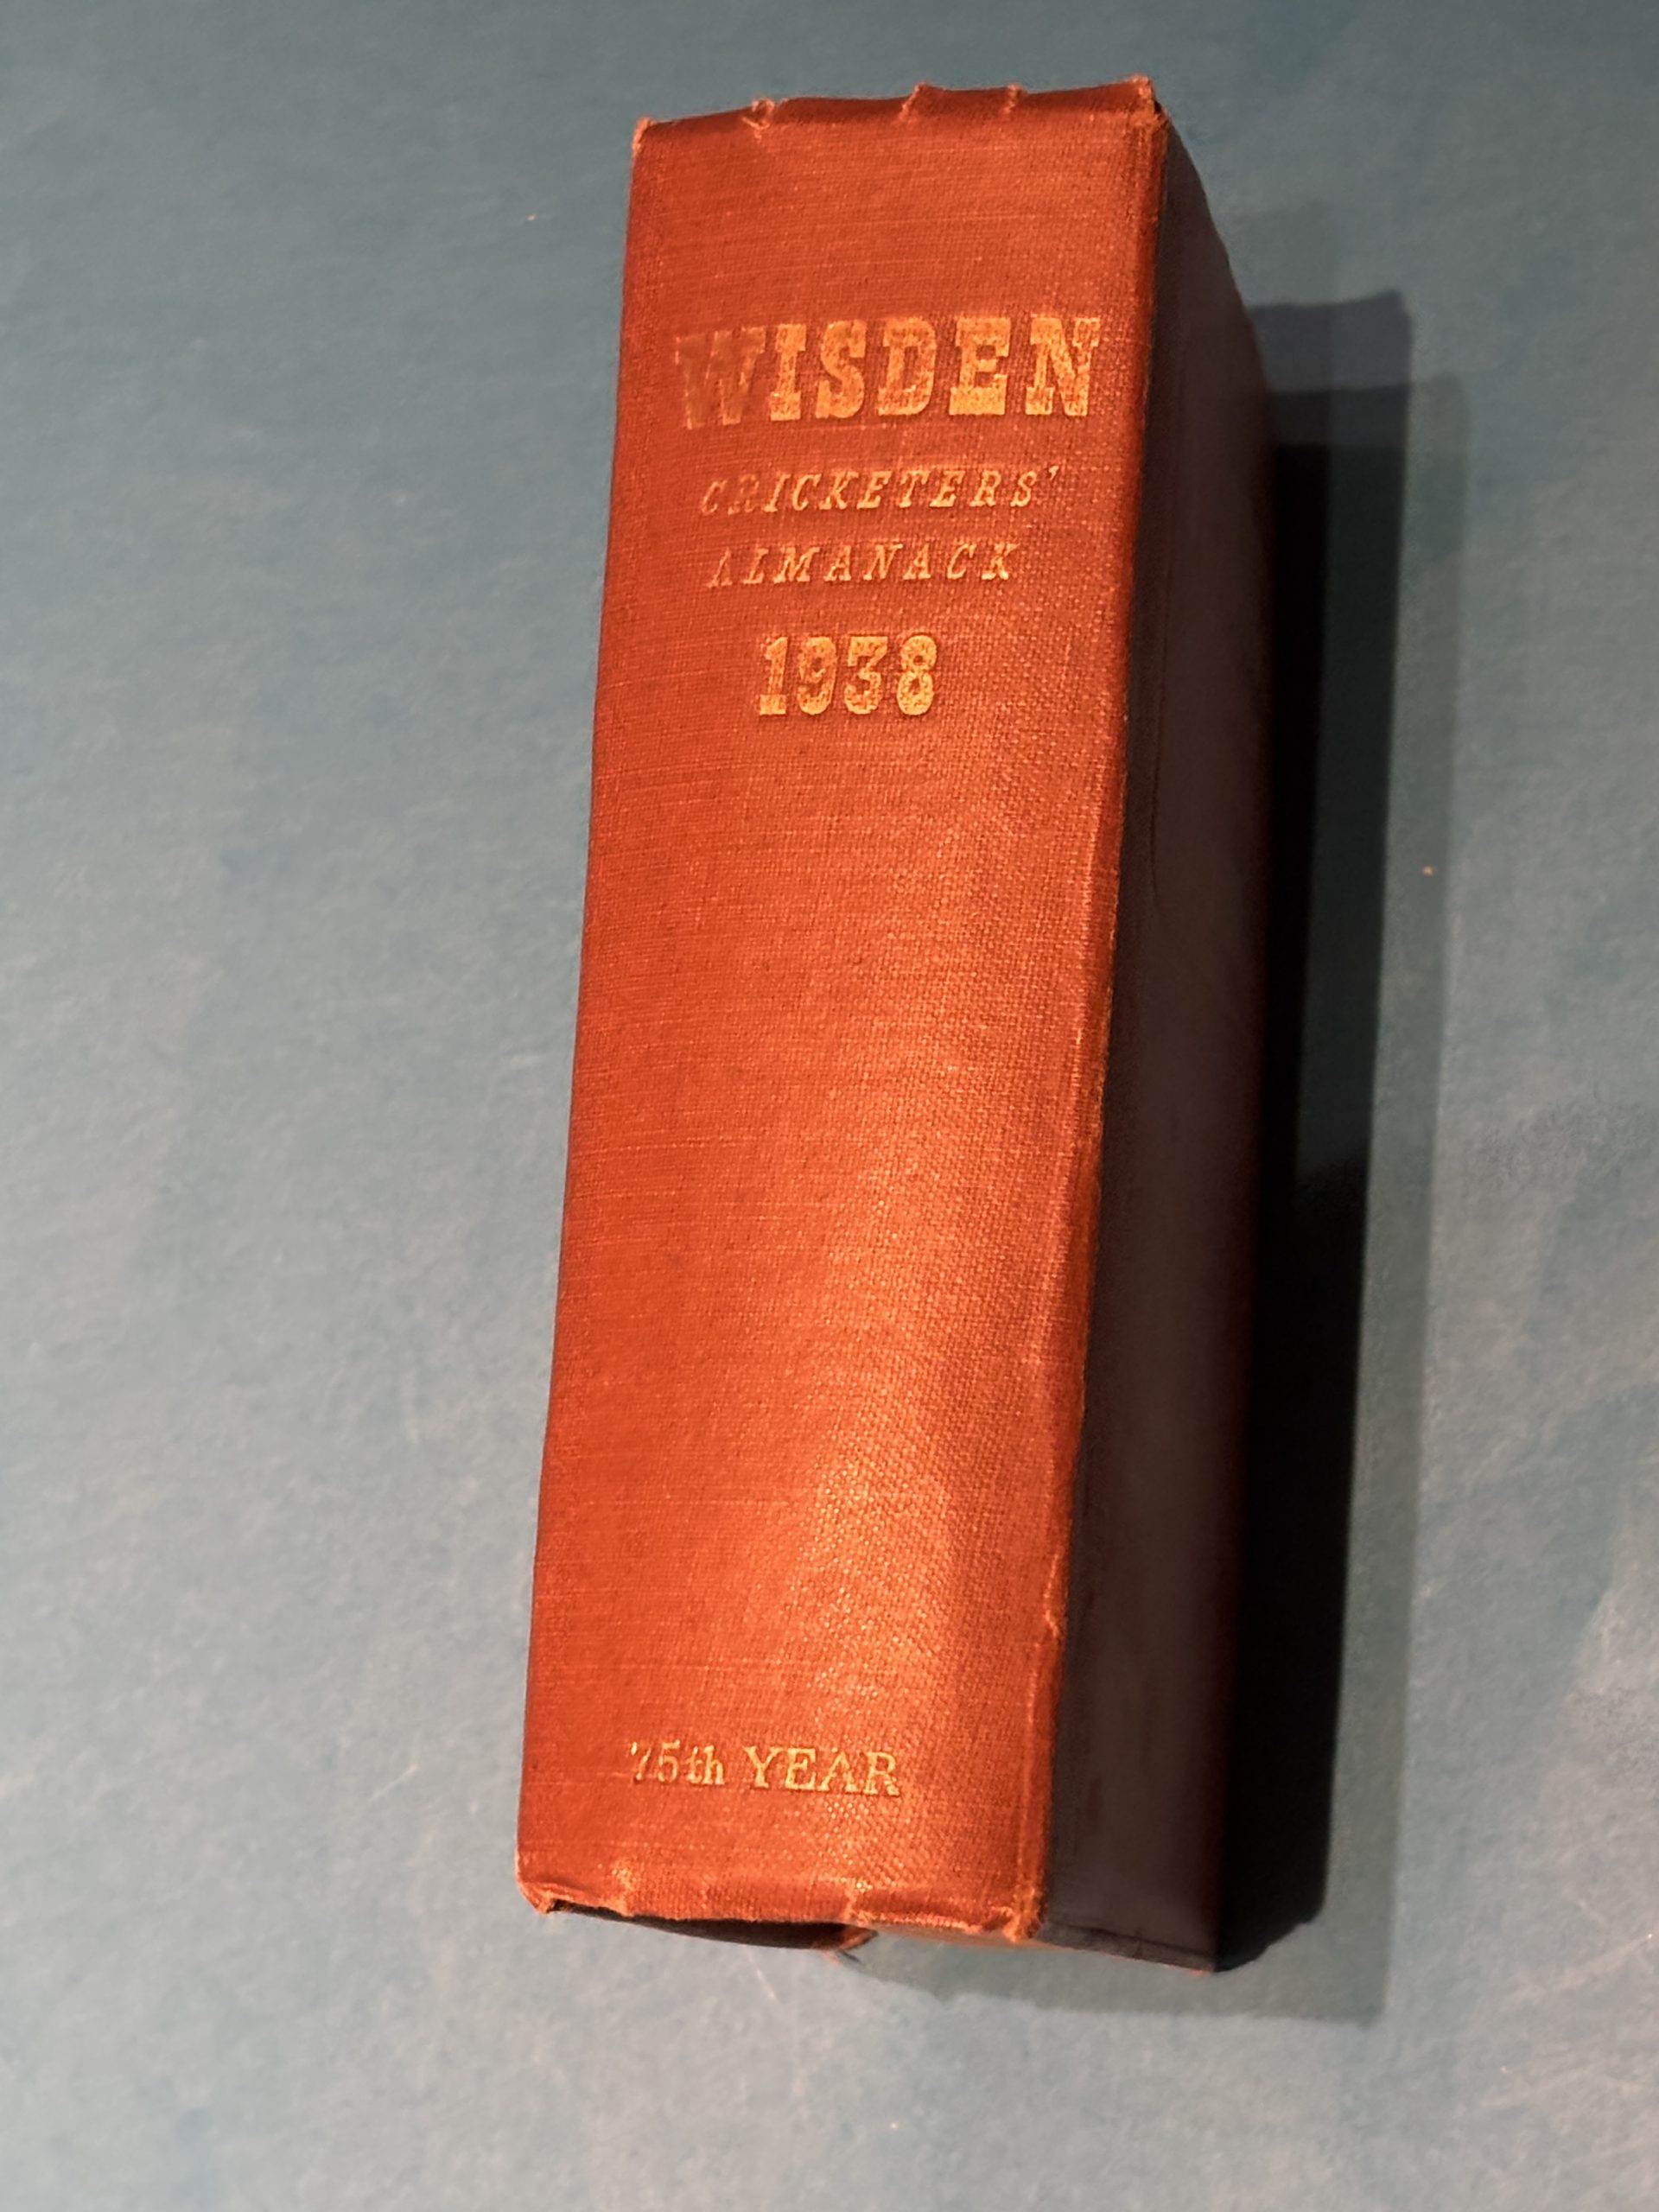 WISDEN
CRICKETERS'
ALMANACK
1938
75th YEAR